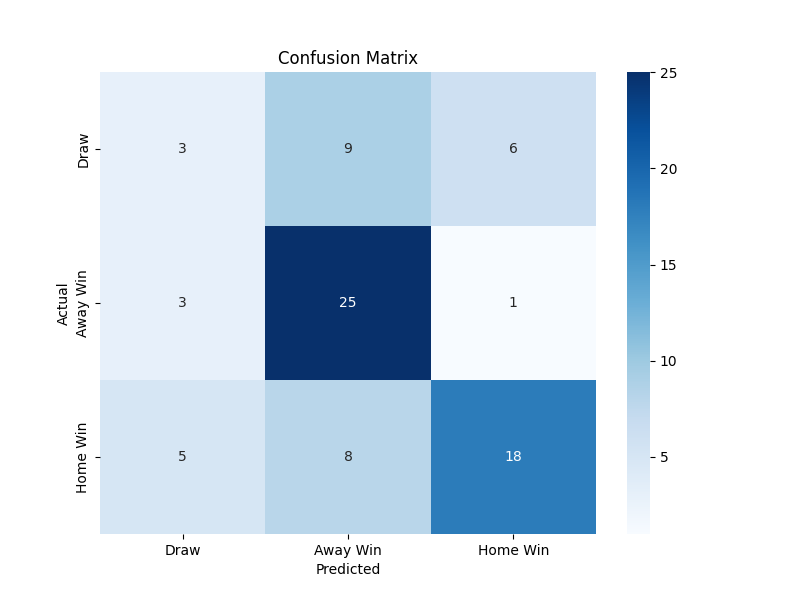 Confusion Matrix
Actual
Draw
3 9 6
Away Win
3 25 1
Home Win
5 8 18
Draw Away Win Home Win
Predicted
25
20
15
10
5